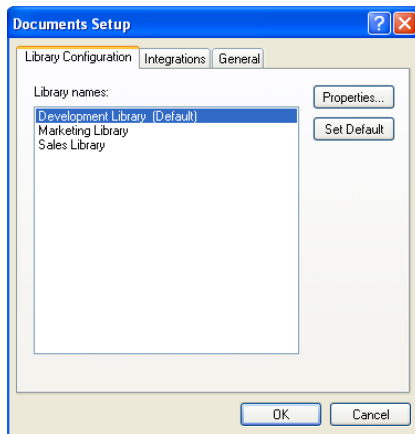 Documents Setup
Library Configuration Integrations General
Library names:
Properties...
Development Library (Default)
Marketing Library
Set Default
Sales Library
OK Cancel